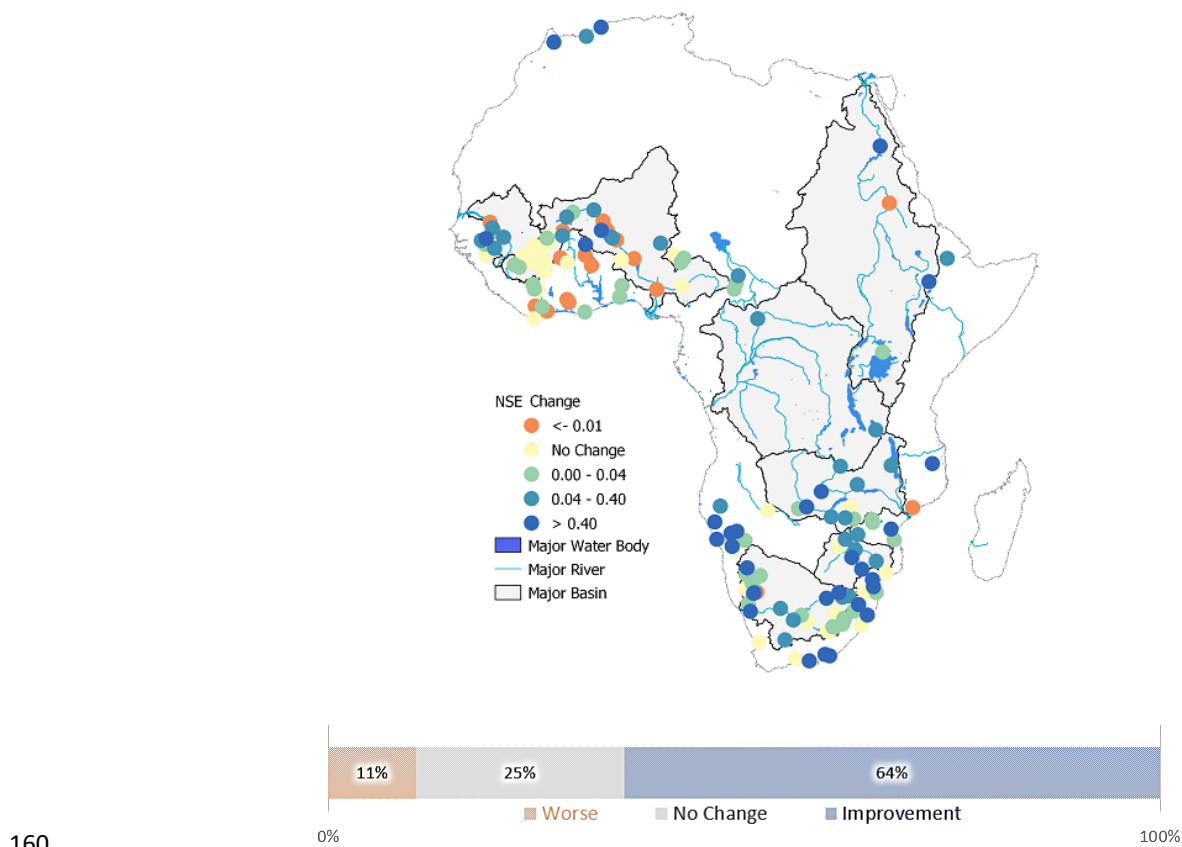 NSE Change
<- 0.01
No Change
0.00 - 0.04
0.04 - 0.40
> 0.40
Major Water Body
Major River
Major Basin
11%
25%
64%
Worse
No Change
Improvement
0%
100%
160